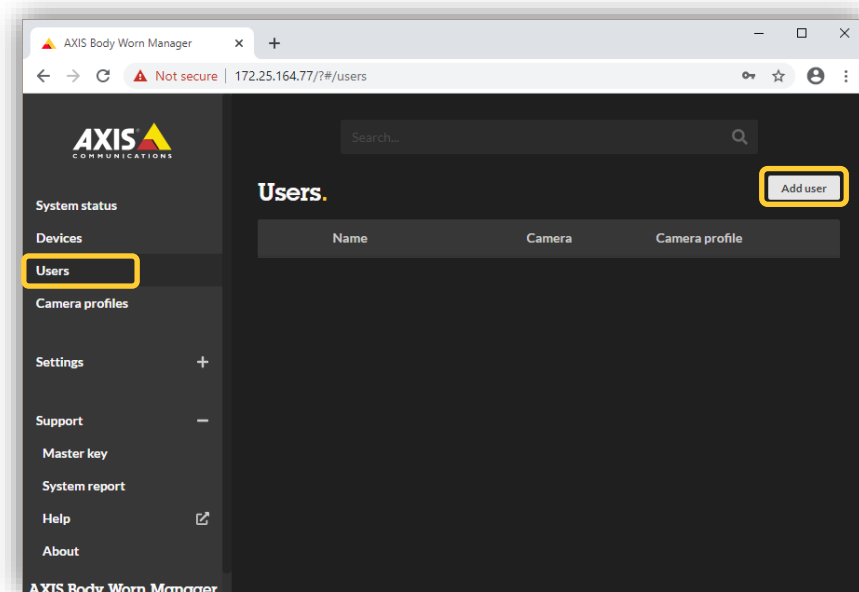 AXIS Body Worn Manager
Not secure 172.25.164.77/?#/users
AXIS
COMMUNICATIONS
Search...
System status
Devices
Users
Camera profiles
Settings
Support
Master key
System report
Help
About
AXIS Body Worn Manager
Users.
Add user
Name Camera Camera profile